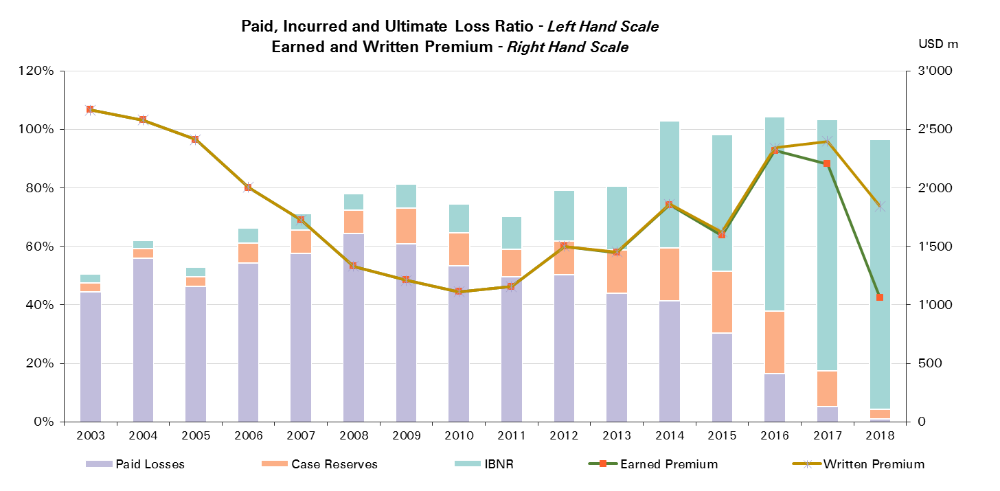 Paid, Incurred and Ultimate Loss Ratio - Left Hand Scale
Earned and Written Premium - Right Hand Scale
USD m
120%
100%
80%
60%
40%
20%
0%
3'000
2'500
2'000
1'500
1'000
500
0
2003 2004 2005 2006 2007 2008 2009 2010 2011 2012 2013 2014 2015 2016 2017 2018
Paid Losses Case Reserves IBNR Earned Premium Written Premium